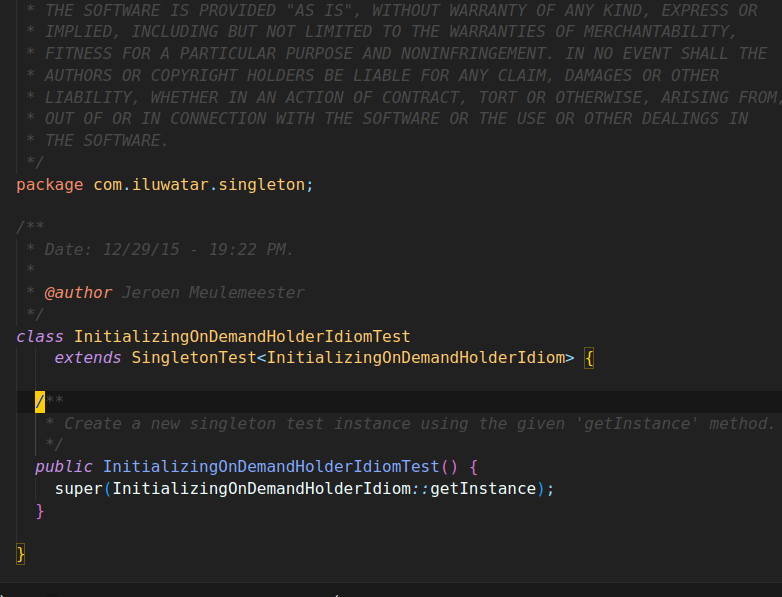 * THE SOFTWARE IS PROVIDED "AS IS", WITHOUT WARRANTY OF ANY KIND, EXPRESS OR
* IMPLIED, INCLUDING BUT NOT LIMITED TO THE WARRANTIES OF MERCHANTABILITY,
* FITNESS FOR A PARTICULAR PURPOSE AND NONINFRINGEMENT. IN NO EVENT SHALL THE
* AUTHORS OR COPYRIGHT HOLDERS BE LIABLE FOR ANY CLAIM, DAMAGES OR OTHER
* LIABILITY, WHETHER IN AN ACTION OF CONTRACT, TORT OR OTHERWISE, ARISING FROM,
* OUT OF OR IN CONNECTION WITH THE SOFTWARE OR THE USE OR OTHER DEALINGS IN
* THE SOFTWARE.
*/
package com.iluwatar.singleton;
/**
* Date: 12/29/15 - 19:22 PM.
*
* @author Jeroen Meulemeester
*/
class InitializingOnDemandHolderIdiomTest
extends SingletonTest<InitializingOnDemandHolderIdiom> {
/**
* Create a new singleton test instance using the given 'getInstance' method.
*/
public InitializingOnDemandHolderIdiomTest() {
super(InitializingOnDemandHolderIdiom::getInstance);
}
}